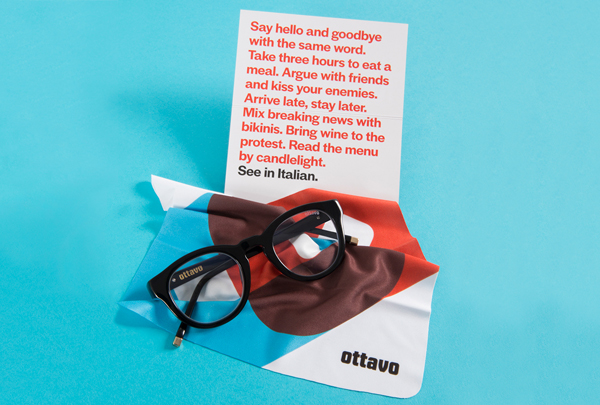 Say hello and goodbye
with the same word.
Take three hours to eat a
meal. Argue with friends
and kiss your enemies.
Arrive late, stay later.
Mix breaking news with
bikinis. Bring wine to the
protest. Read the menu
by candlelight.
See in Italian.
ottavo
ottavo